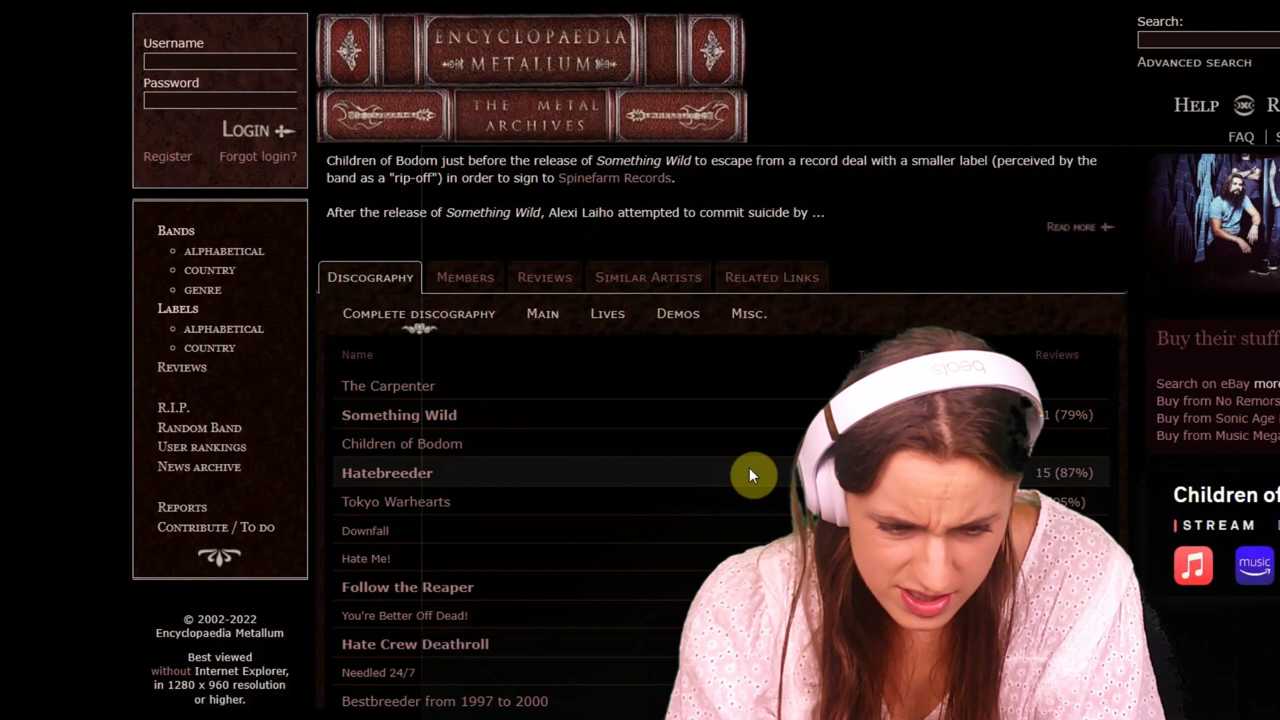 Username
Password
LOGIN
Register Forgot login?
ENCYCLOPAEDIA
METALLUM
THE METAL
ARCHIVES
Search:
ADVANCED SEARCH
HELP
FAQ
Children of Bodom just before the release of Something Wild to escape from a record deal with a smaller label (perceived by the
band as a "rip-off") in order to sign to Spinefarm Records.
After the release of Something Wild, Alexi Laiho attempted to commit suicide by ...
READ MORE
BANDS
ALPHABETICAL
COUNTRY
GENRE
LABELS
ALPHABETICAL
COUNTRY
REVIEWS
R.I.P.
RANDOM BAND
USER RANKINGS
NEWS ARCHIVE
REPORTS
CONTRIBUTE / TO DO
© 2002-2022
Encyclopaedia Metallum
Best viewed
without Internet Explorer,
in 1280 x 960 resolution
or higher.
DISCOGRAPHY MEMBERS REVIEWS SIMILAR ARTISTS RELATED LINKS
COMPLETE DISCOGRAPHY MAIN LIVES DEMOS MISC.
Name Reviews
The Carpenter
Something Wild (79%)
Children of Bodom
Hatebreeder 15 (87%)
Tokyo Warhearts
Downfall
Hate Me!
Follow the Reaper
You're Better Off Dead!
Hate Crew Deathroll
Needled 24/7
Bestbreeder from 1997 to 2000
beats
Buy their stuff
Search on eBay
Buy from No
Buy from Sonic Age
Buy from Music
Children of
STREAM
music